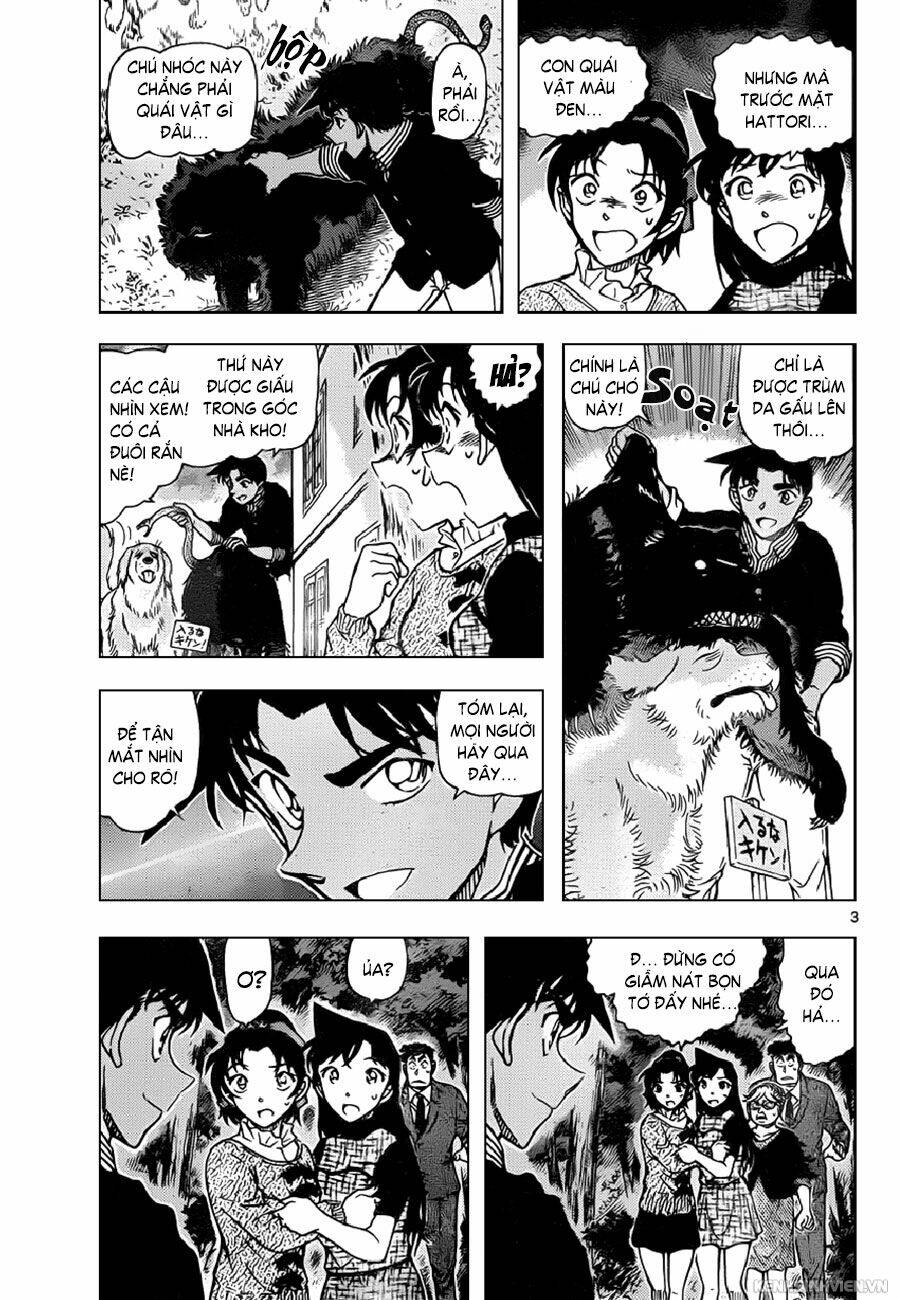 NHƯNG MÀ
TRƯỚC MẶT
HATTORI...
CON QUÁI
VẬT MÀU
ĐEN...
À,
PHẢI
RỒI...
bộp
CHÚ NHÓC NÀY
CHẲNG PHẢI
QUÁI VẬT GÌ
ĐÂU...
CHỈ LÀ
ĐƯỢC TRÙM
DA GẤU LÊN
THÔI...
Soạt
CHÍNH LÀ
CHÚ CHÓ
NÀY!
入るな
キケン!
HẢ?
THỨ NÀY
ĐƯỢC GIẤU
TRONG GÓC
NHÀ KHO!
CÁC CẬU
NHÌN XEM!
CÓ CẢ
ĐUÔI RẮN
NÈ!
入るな
キケン!
TÓM LẠI,
MỌI NGƯỜI
HÃY QUA
ĐÂY...
ĐỂ TẬN
MẮT NHÌN
CHO RÕ!
3
QUA
ĐÓ
HẢ...
Đ... ĐỪNG CÓ
GIẪM NÁT BỌN
TỚ ĐẤY NHÉ...
ỦA?
Ơ?
KENHTRUYEN.VN